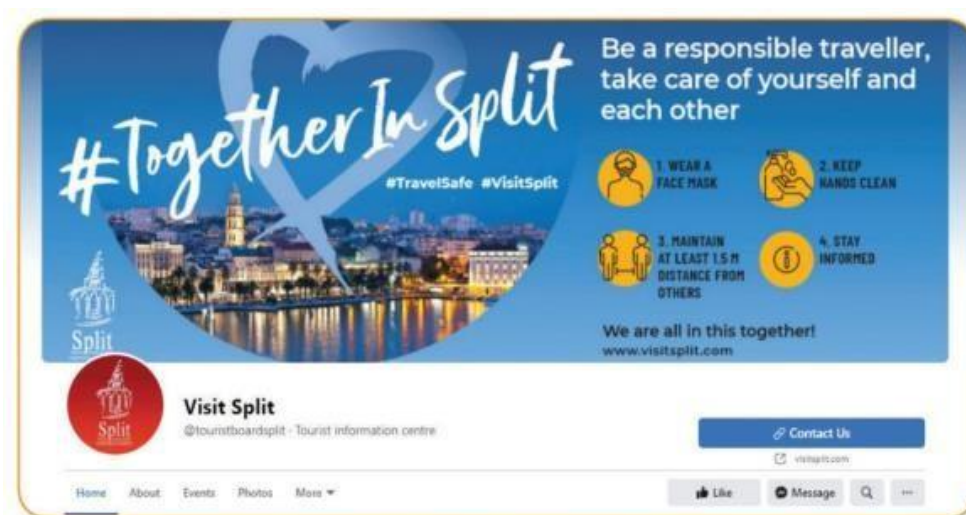 #TogetherInSplit
#TravelSafe #VisitSplit
Be a responsible traveller,
take care of yourself and
each other
1. WEAR A
FACE MASK
2. KEEP
HANDS CLEAN
3. MAINTAIN
AT LEAST 1.5 M
DISTANCE FROM
OTHERS
4. STAY
INFORMED
We are all in this together!
www.visitsplit.com
Split
Split
Visit Split
@touristboardsplit · Tourist information centre
Contact Us
visitsplit.com
Home About Events Photos More
Like Message